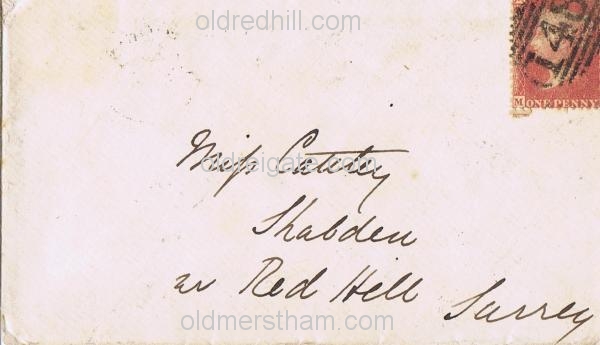 oldredhill.com
148
M ONE PENNY
Miss Cattley
oldreigate.com
Shabden
nr Red Hill
Surrey
oldmerstham.com